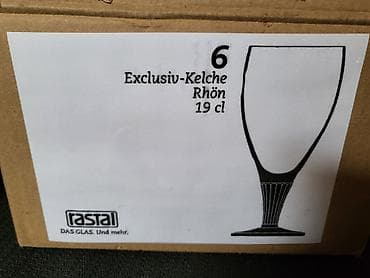 6
Exclusiv-Kelche
Rhön
19 cl
rastal
DAS GLAS. Und mehr.